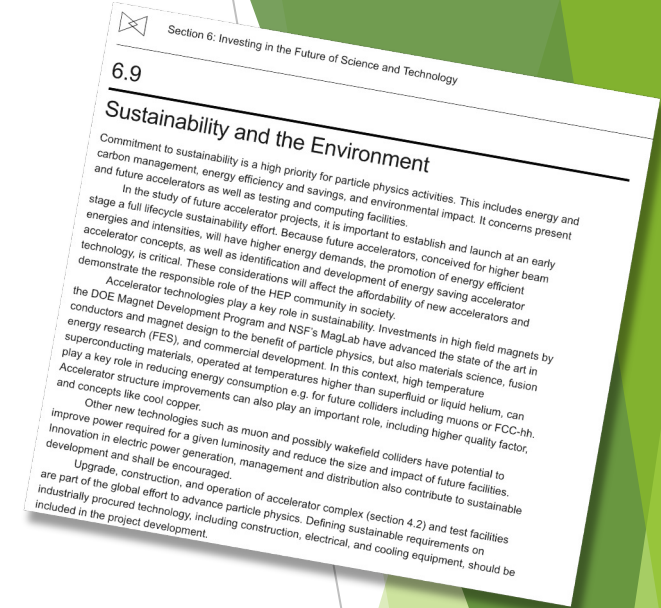 Section 6: Investing in the Future of Science and Technology
6.9
Sustainability and the Environment
Commitment to sustainability is a high priority for particle physics activities. This includes energy and
carbon management, energy efficiency and savings, and environmental impact. It concerns present
and future accelerators as well as testing and computing facilities.
In the study of future accelerator projects, it is important to establish and launch at an early
stage a full lifecycle sustainability effort. Because future accelerators, conceived for higher beam
energies and intensities, will have higher energy demands, the promotion of energy efficient
accelerator concepts, as well as identification and development of energy saving accelerator
technology, is critical. These considerations will affect the affordability of new accelerators and
demonstrate the responsible role of the HEP community in society.
Accelerator technologies play a key role in sustainability. Investments in high field magnets by
the DOE Magnet Development Program and NSF's MagLab have advanced the state of the art in
conductors and magnet design to the benefit of particle physics, but also materials science, fusion
energy research (FES), and commercial development. In this context, high temperature
superconducting materials, operated at temperatures higher than superfluid or liquid helium, can
play a key role in reducing energy consumption e.g. for future colliders including muons or FCC-hh.
Accelerator structure improvements can also play an important role, including higher quality factor,
and concepts like cool copper.
Other new technologies such as muon and possibly wakefield colliders have potential to
improve power required for a given luminosity and reduce the size and impact of future facilities.
Innovation in electric power generation, management and distribution also contribute to sustainable
development and shall be encouraged.
Upgrade, construction, and operation of accelerator complex (section 4.2) and test facilities
are part of the global effort to advance particle physics. Defining sustainable requirements on
industrially procured technology, including construction, electrical, and cooling equipment, should be
included in the project development.